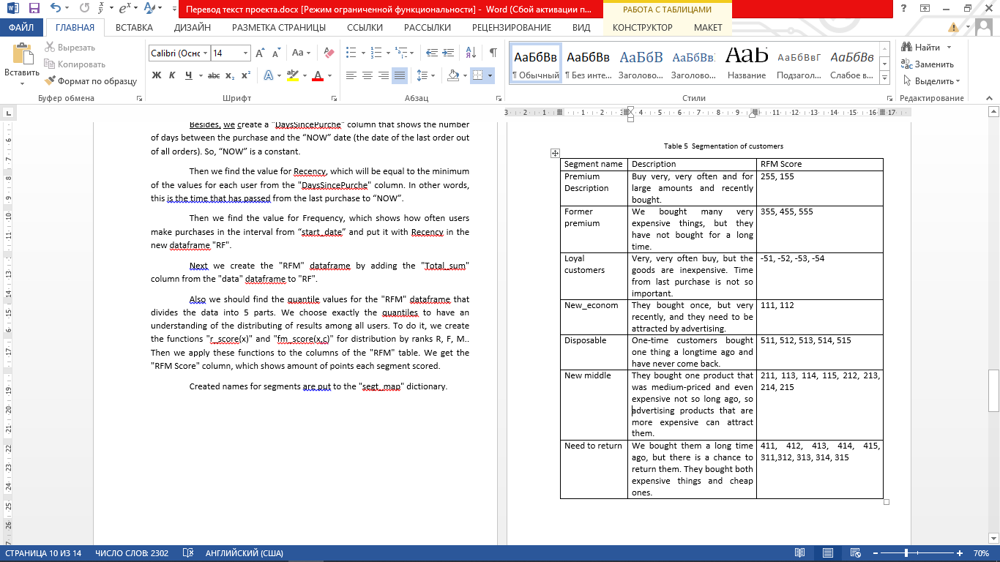 Перевод текст проекта.docx [Режим ограниченной функциональности] - Word (Сбой активации п...
РАБОТА С ТАБЛИЦАМИ
ФАЙЛ ГЛАВНАЯ ВСТАВКА ДИЗАЙН РАЗМЕТКА СТРАНИЦЫ ССЫЛКИ РАССЫЛКИ РЕЦЕНЗИРОВАНИЕ ВИД КОНСТРУКТОР МАКЕТ
Вставить
Вырезать
Копировать
Формат по образцу
Буфер обмена
Calibri (Оснс 14
Ж К Ч abc x₂ x²
Шрифт
Абзац
АаБбВв АаБбВв АаБбВ АаБбВв: АаБ АаБбВвГ АаБбВв
¶ Обычный ¶ Без инте... Заголово... Заголово... Название Подзагол... Слабое в...
Стили
Найти
Заменить
Выделить
Редактирование
Besides, we create a "DaysSincePurche" column that shows the number
of days between the purchase and the “NOW” date (the date of the last order out
of all orders). So, “NOW” is a constant.
Then we find the value for Recency, which will be equal to the minimum
of the values for each user from the "DaysSincePurche" column. In other words,
this is the time that has passed from the last purchase to “NOW”.
Then we find the value for Frequency, which shows how often users
make purchases in the interval from “start_date” and put it with Recency in the
new dataframe "RF".
Next we create the "RFM" dataframe by adding the "Total_sum"
column from the "data" dataframe to "RF".
Also we should find the quantile values for the "RFM" dataframe that
divides the data into 5 parts. We choose exactly the quantiles to have an
understanding of the distributing of results among all users. To do it, we create
the functions "r_score(x)" and "fm_score(x,c)" for distribution by ranks R, F, M..
Then we apply these functions to the columns of the "RFM" table. We get the
"RFM Score" column, which shows amount of points each segment scored.
Created names for segments are put to the "segt_map" dictionary.
Table 5 Segmentation of customers
Segment name Description RFM Score
Premium
Description
Buy very, very often and for
large amounts and recently
bought.
255, 155
Former
premium
We bought many very
expensive things, but they
have not bought for a long
time.
355, 455, 555
Loyal
customers
Very, very often buy, but the
goods are inexpensive. Time
from last purchase is not so
important.
-51, -52, -53, -54
New_econom
They bought once, but very
recently, and they need to be
attracted by advertising.
111, 112
Disposable
One-time customers bought
one thing a longtime ago and
have never come back.
511, 512, 513, 514, 515
New middle
They bought one product that
was medium-priced and even
expensive not so long ago, so
advertising products that are
more expensive can attract
them.
211, 113, 114, 115, 212, 213,
214, 215
Need to return
We bought them a long time
ago, but there is a chance to
return them. They bought both
expensive things and cheap
ones.
411, 412, 413, 414, 415,
311,312, 313, 314, 315
СТРАНИЦА 10 ИЗ 14 ЧИСЛО СЛОВ: 2302 АНГЛИЙСКИЙ (США) 70%